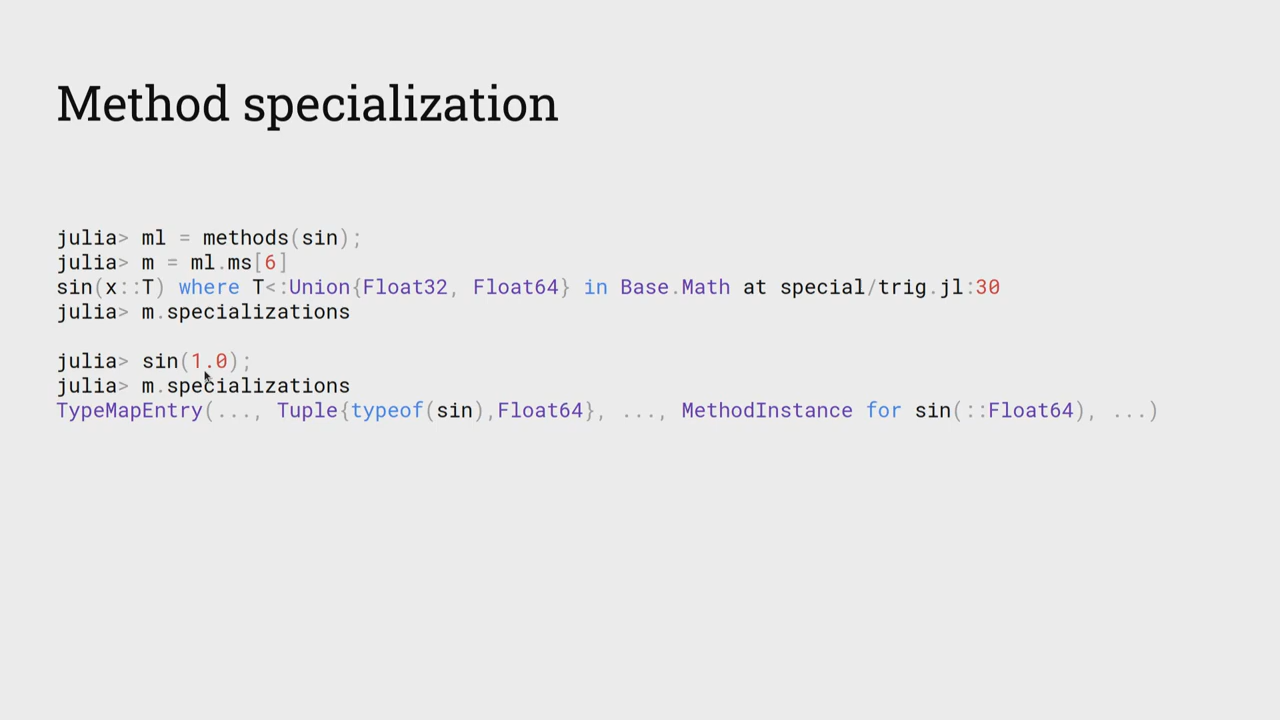 Method specialization
julia> ml = methods(sin);
julia> m = ml.ms[6]
sin(x::T) where T<:Union{Float32, Float64} in Base.Math at special/trig.jl:30
julia> m.specializations
julia> sin(1.0);
julia> m.specializations
TypeMapEntry(..., Tuple{typeof(sin),Float64}, ..., MethodInstance for sin(::Float64), ...)